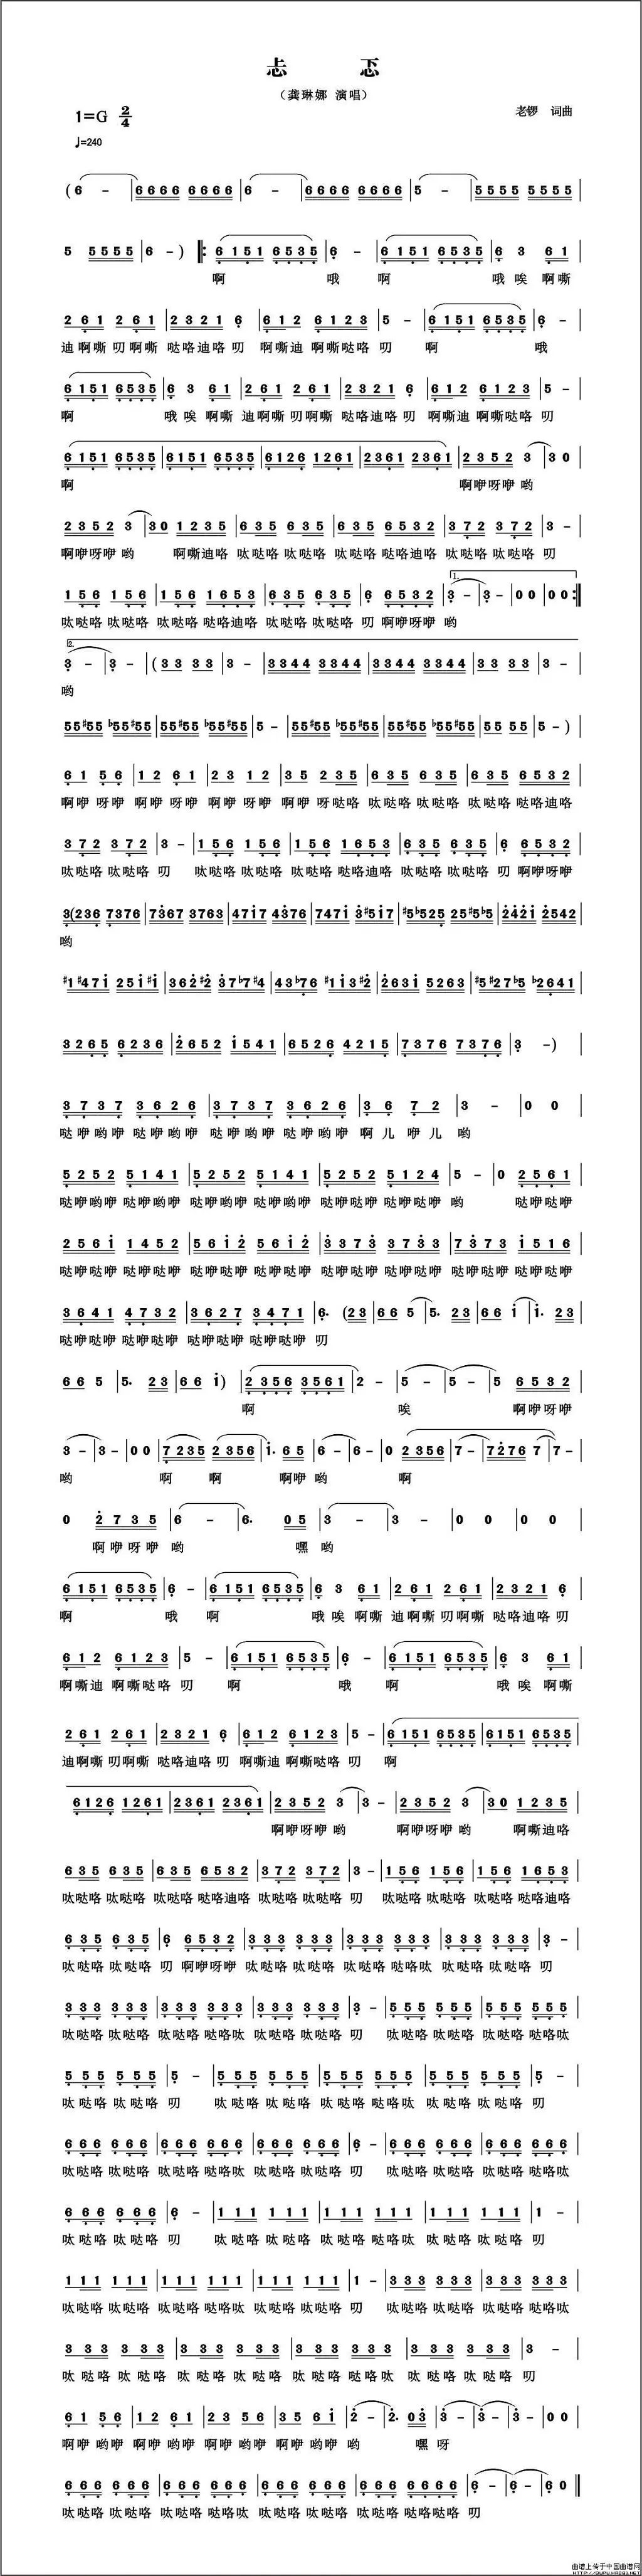 忐 忑
（龚琳娜 演唱）
1=G 2/4
老锣 词曲
♩=240
(6 - | 6666 6666 | 6 - | 6666 6666 | 5 - | 5555 5555 |
5 5555 | 6 - ) |: 6151 6535 | 6 - | 6151 6535 | 6 3 61 |
啊 哦 啊 哦唉 啊嘶
261 261 | 2321 6 | 612 6123 | 5 - | 6151 6535 | 6 - |
迪啊嘶叨啊嘶 哒咯迪咯叨 啊嘶迪 啊嘶哒咯 叨 啊 哦
6151 6535 | 6 3 61 | 261 261 | 2321 6 | 612 6123 | 5 - |
啊 哦唉 啊嘶 迪啊嘶叨啊嘶 哒咯迪咯叨 啊嘶迪 啊嘶哒咯 叨
6151 6535 | 6151 6535 | 6126 1261 | 2361 2361 | 2352 3 | 30
啊 啊咿呀咿 哟
2352 3 | 30 1235 | 635 635 | 635 6532 | 372 372 | 3 - |
啊咿呀咿 哟 啊嘶迪咯 呔哒咯 呔哒咯 呔哒咯 哒咯迪咯 呔哒咯 呔哒咯 叨
156 156 | 156 1653 | 635 635 | 6 6532 | 1. 3 - | 3 - | 00 | 00 :|
呔哒咯 呔哒咯 呔哒咯 哒咯迪咯 呔哒咯 呔哒咯 叨 啊咿呀咿 哟
2. 3 - | 3 - | (33 33 | 3 - | 3344 3344 | 3344 3344 | 33 33 | 3 - |
哟
55#55 b55#55 | 55#55 b55#55 | 5 - | 55#55 b55#55 | 55#55 b55#55 | 55 55 | 5 - )
61 56 | 12 61 | 23 12 | 35 235 | 635 635 | 635 6532 |
啊咿 呀咿 啊咿 呀咿 啊咿 呀咿 啊咿 呀哒咯 呔哒咯 呔哒咯 呔哒咯 哒咯迪咯
372 372 | 3 - | 156 156 | 156 1653 | 635 635 | 6 6532 |
呔哒咯 呔哒咯 叨 呔哒咯 呔哒咯 呔哒咯 哒咯迪咯 呔哒咯 呔哒咯 叨 啊咿呀咿
3(236 7376 | 7367 3763 | 4717 4376 | 7471 3#517 | #5b525 25#5b5 | 2421 2542 |
哟
#1#471 251#1 | 362#2 37b7#4 | 43b76 #113#2 | 2631 5263 | #5#27b5 b2641 |
3265 6236 | 2652 1541 | 6526 4215 | 7376 7376 | 3 - ) |
3737 3626 | 3737 3626 | 36 72 | 3 - | 0 0 |
哒咿哟咿 哒咿哟咿 哒咿哟咿 哒咿哟咿 啊儿 咿儿 哟
5252 5141 | 5252 5141 | 5252 5124 | 5 - | 0 2561 |
哒咿哟咿 哒咿哟咿 哒咿哟咿 哒咿哟咿 哒咿哒咿 哒咿哒咿 哟 哒咿哒咿
2561 1452 | 5612 5612 | 3373 3733 | 7373 1516 |
哒咿哒咿 哒咿哒咿 哒咿哒咿 哒咿哒咿 哒咿哒咿 哒咿哒咿 哒咿哒咿 哒咿哒咿
3641 4732 | 3627 3471 | 6. (23 | 66 5 | 5. 23 | 66 1 | 1. 23 |
哒咿哒咿 哒咿哒咿 哒咿哒咿 哒咿哒咿 叨
66 5 | 5. 23 | 66 1) | 2356 3561 | 2 - | 5 - | 5 - | 5 6532 |
啊 唉 啊咿呀咿
3 - | 3 - | 00 | 7235 2356 | 1. 65 | 6 - | 6 - | 0 2356 | 7 - | 7276 7 | 7 - |
哟 啊 啊 啊咿 哟 啊
0 2735 | 6 - | 6. 05 | 3 - | 3 - | 0 0 | 0 0 |
啊咿呀咿 哟 嘿 哟
6151 6535 | 6 - | 6151 6535 | 6 3 61 | 261 261 | 2321 6 |
啊 哦 啊 哦唉 啊嘶 迪啊嘶叨啊嘶 哒咯迪咯叨
612 6123 | 5 - | 6151 6535 | 6 - | 6151 6535 | 6 3 61 |
啊嘶迪 啊嘶哒咯 叨 啊 哦 啊 哦唉 啊嘶
261 261 | 2321 6 | 612 6123 | 5 - | 6151 6535 | 6151 6535
迪啊嘶叨啊嘶 哒咯迪咯叨 啊嘶迪 啊嘶哒咯 叨 啊
6126 1261 | 2361 2361 | 2352 3 | 3 - | 2352 3 | 30 1235 |
啊咿呀咿 哟 啊咿呀咿 哟 啊嘶迪咯
635 635 | 635 6532 | 372 372 | 3 - | 156 156 | 156 1653 |
呔哒咯 呔哒咯 呔哒咯 哒咯迪咯 呔哒咯 呔哒咯 叨 呔哒咯 呔哒咯 呔哒咯 哒咯迪咯
635 635 | 6 6532 | 333 333 | 333 333 | 333 333 | 3 - |
呔哒咯 呔哒咯 叨 啊咿呀咿 呔哒咯 呔哒咯 呔哒咯 哒咯呔 呔哒咯 呔哒咯 叨
333 333 | 333 333 | 333 333 | 3 - | 555 555 | 555 555 |
呔哒咯 呔哒咯 呔哒咯 哒咯呔 呔哒咯 呔哒咯 叨 呔哒咯 呔哒咯 呔哒咯 哒咯呔
555 555 | 5 - | 555 555 | 555 555 | 555 555 | 5 - |
呔哒咯 呔哒咯 叨 呔哒咯 呔哒咯 呔哒咯 哒咯呔 呔哒咯 呔哒咯 叨
666 666 | 666 666 | 666 666 | 6 - | 666 666 | 666 666 |
呔哒咯 呔哒咯 呔哒咯 哒咯呔 呔哒咯 呔哒咯 叨 呔哒咯 呔哒咯 呔哒咯 哒咯呔
666 666 | 6 - | 111 111 | 111 111 | 111 111 | 1 - |
呔哒咯 呔哒咯 叨 呔哒咯 呔哒咯 呔哒咯 哒咯呔 呔哒咯 呔哒咯 叨
111 111 | 111 111 | 111 111 | 1 - | 333 333 | 333 333 |
呔哒咯 呔哒咯 呔哒咯 哒咯呔 呔哒咯 呔哒咯 叨 呔哒咯 呔哒咯 呔哒咯 哒咯呔
333 333 | 333 333 | 333 333 | 333 333 | 3 - |
呔哒咯 呔哒咯 呔哒咯 呔哒咯 呔哒咯 哒咯呔 呔哒咯 呔哒咯 叨
61 56 | 12 61 | 23 56 | 35 61 | 2 - | 2. 03 | 3 - | 3 - | 3 - | 00 |
啊咿 哟咿 啊咿 哟咿 啊咿 哟咿 啊咿 哟咿 哟 嘿 呀
666 666 | 666 666 | 666 666 | 666 6666 | 6 - | 6 - | 60 ‖
呔哒咯 呔哒咯 呔哒咯 哒咯呔 呔哒咯 呔哒咯 呔哒咯 哒咯哒咯 叨
曲谱上传于中国曲谱网